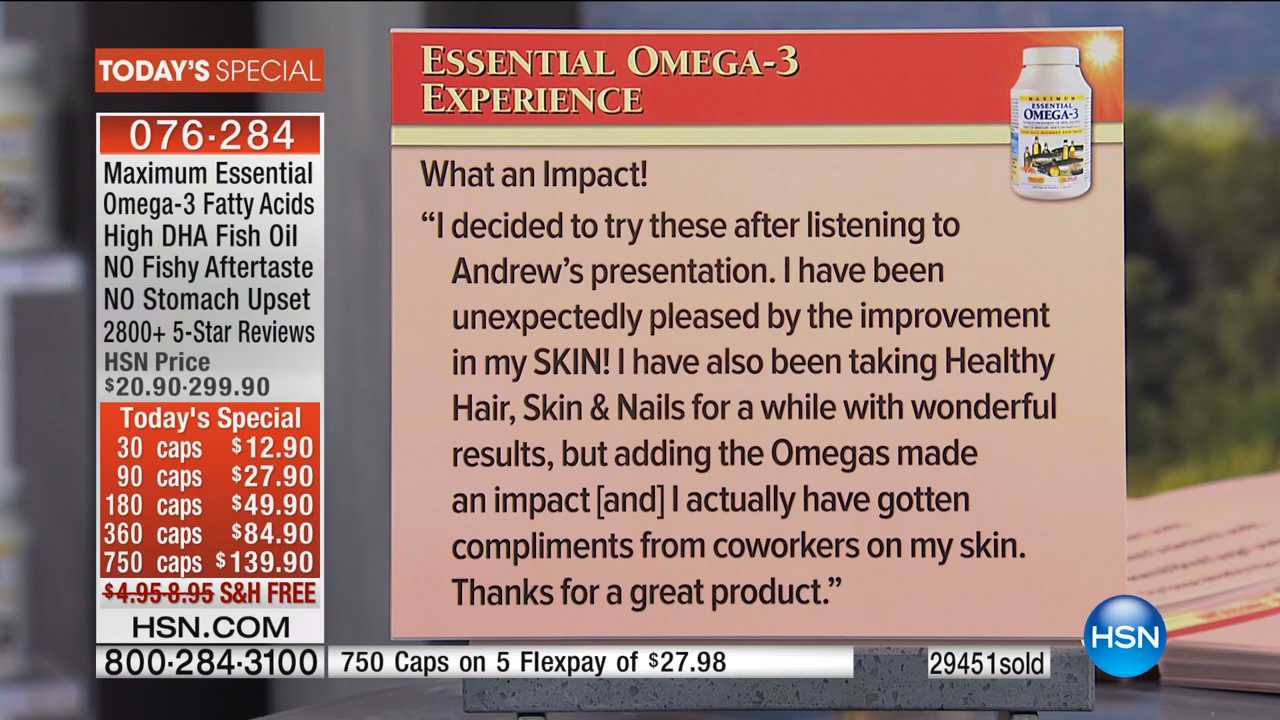 TODAY'S SPECIAL
076·284
Maximum Essential
Omega-3 Fatty Acids
High DHA Fish Oil
NO Fishy Aftertaste
NO Stomach Upset
2800+ 5-Star Reviews
HSN Price
$20.90-299.90
Today's Special
30 caps $12.90
90 caps $27.90
180 caps $49.90
360 caps $84.90
750 caps $139.90
$4.95-8.95 S&H FREE
HSN.COM
800·284·3100
750 Caps on 5 Flexpay of $27.98
29451sold
ESSENTIAL OMEGA-3
EXPERIENCE
MAXIMUM
ESSENTIAL
OMEGA-3
What an Impact!
“I decided to try these after listening to
Andrew’s presentation. I have been
unexpectedly pleased by the improvement
in my SKIN! I have also been taking Healthy
Hair, Skin & Nails for a while with wonderful
results, but adding the Omegas made
an impact [and] I actually have gotten
compliments from coworkers on my skin.
Thanks for a great product.”
HSN